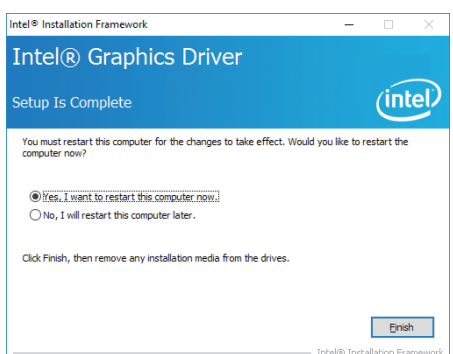 Intel® Installation Framework
Intel® Graphics Driver
Setup Is Complete
intel
You must restart this computer for the changes to take effect. Would you like to restart the
computer now?
Yes, I want to restart this computer now.
No, I will restart this computer later.
Click Finish, then remove any installation media from the drives.
Finish
Intel® Installation Framework